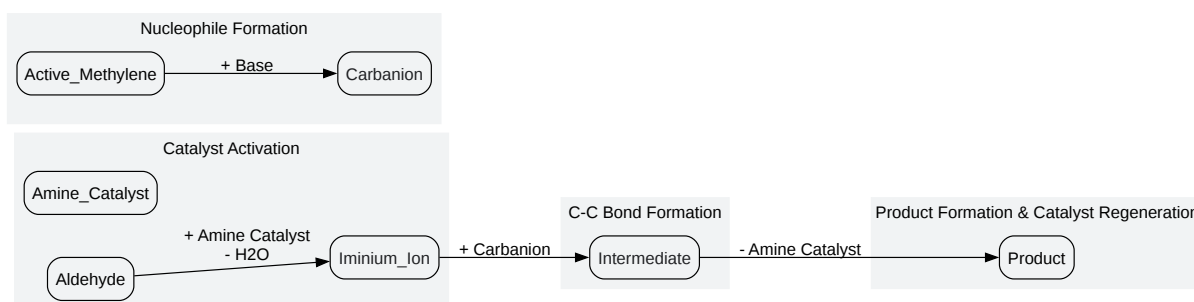 Nucleophile Formation
Active_Methylene
+ Base
Carbanion
Catalyst Activation
Amine_Catalyst
Aldehyde
+ Amine Catalyst
- H2O
Iminium_Ion
+ Carbanion
C-C Bond Formation
Intermediate
- Amine Catalyst
Product Formation & Catalyst Regeneration
Product